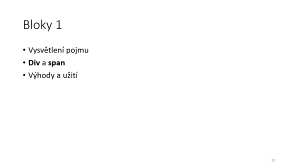 Bloky 1
• Vysvětlení pojmu
• Div a span
• Výhody a užití